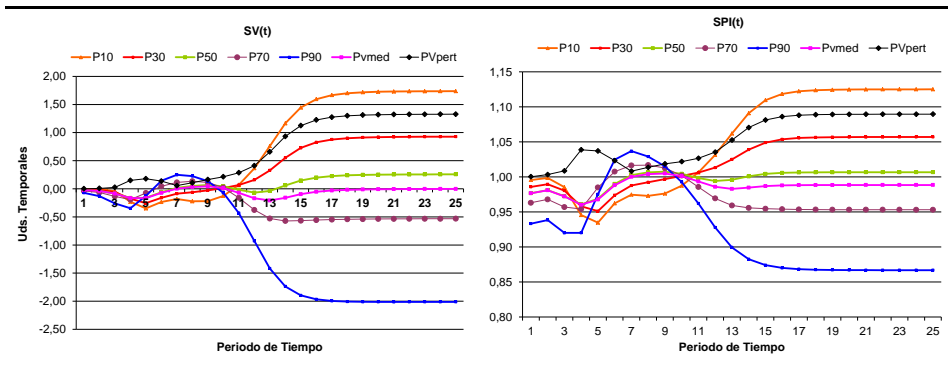 SV(t)
P10 P30 P50 P70 P90 Pvmed PVpert
2,00
1,50
1,00
0,50
0,00
-0,50
-1,00
-1,50
-2,00
-2,50
Uds. Temporales
1 3 5 7 9 11 13 15 17 19 21 23 25
Periodo de Tiempo
SPI(t)
P10 P30 P50 P70 P90 Pvmed PVpert
1,15
1,10
1,05
1,00
0,95
0,90
0,85
0,80
1 3 5 7 9 11 13 15 17 19 21 23 25
Periodo de Tiempo